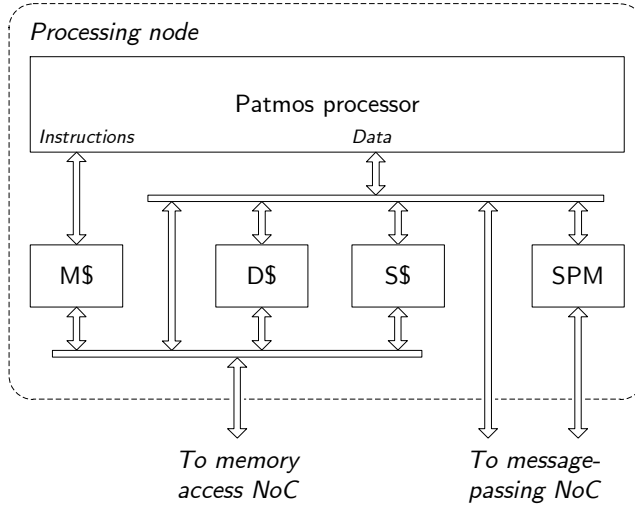 Processing node
Patmos processor
Instructions
Data
M$
D$
S$
SPM
To memory
access NoC
To message-
passing NoC